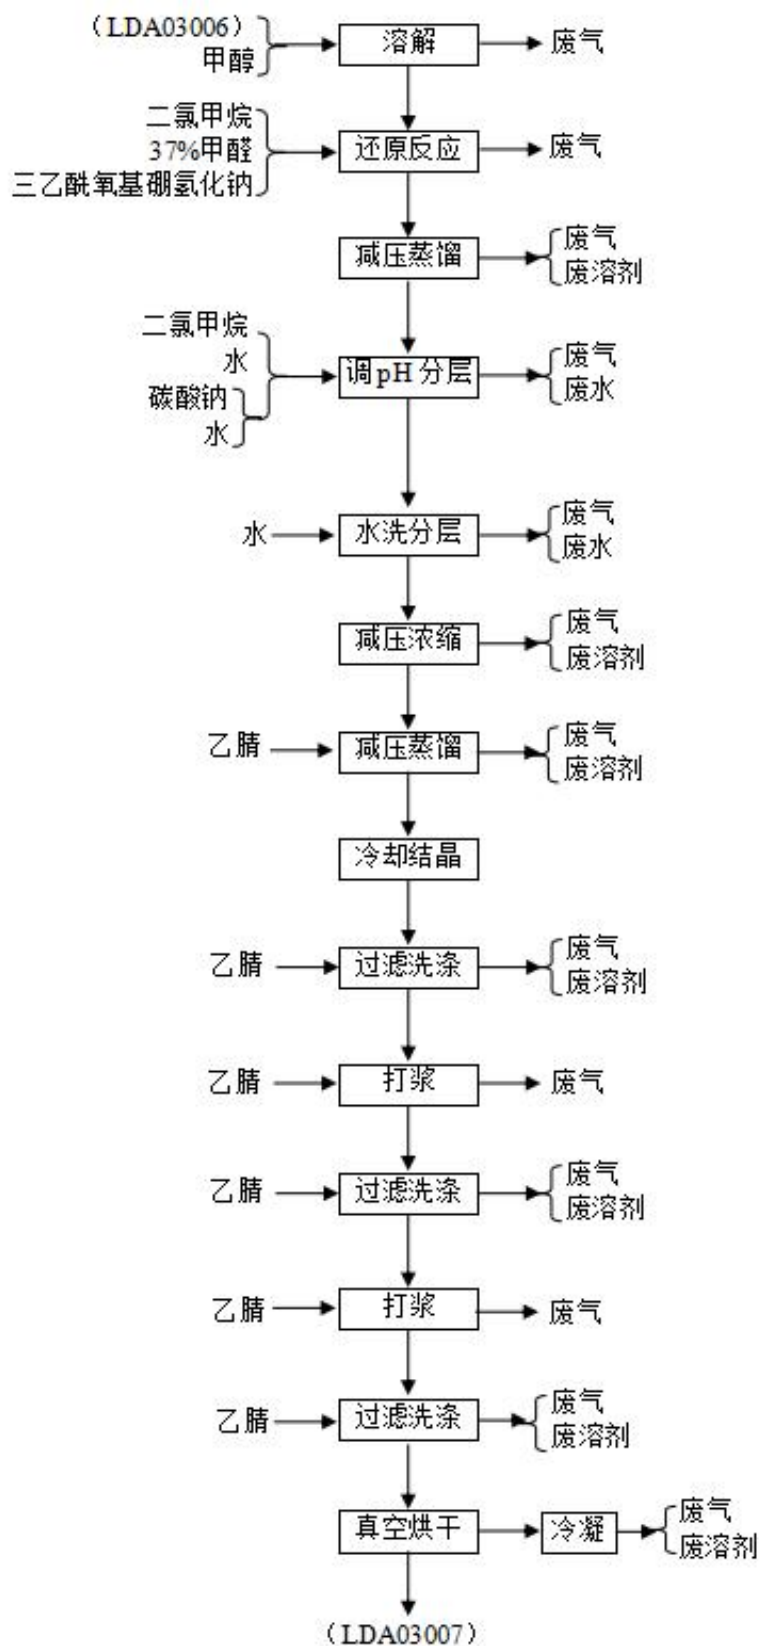 （LDA03006）
甲醇
溶解
废气
二氯甲烷
37%甲醛
三乙酰氧基硼氢化钠
还原反应
废气
减压蒸馏
废气
废溶剂
二氯甲烷
水
碳酸钠
水
调pH分层
废气
废水
水
水洗分层
废气
废水
减压浓缩
废气
废溶剂
乙腈
减压蒸馏
废气
废溶剂
冷却结晶
乙腈
过滤洗涤
废气
废溶剂
乙腈
打浆
废气
乙腈
过滤洗涤
废气
废溶剂
乙腈
打浆
废气
乙腈
过滤洗涤
废气
废溶剂
真空烘干
冷凝
废气
废溶剂
（LDA03007）